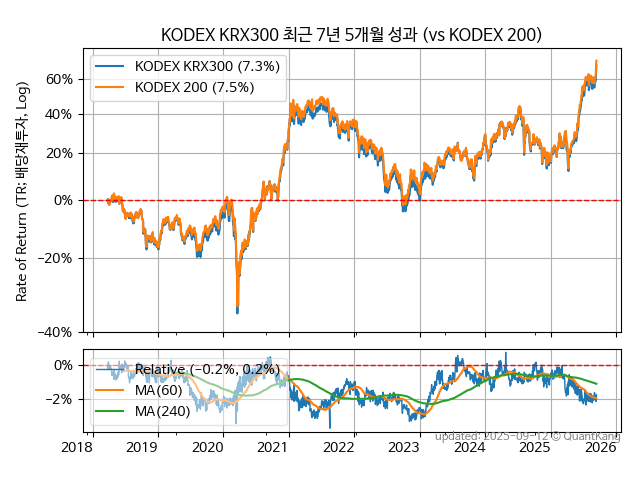 KODEX KRX300 최근 7년 5개월 성과 (vs KODEX 200)
KODEX KRX300 (7.3%)
KODEX 200 (7.5%)
Rate of Return (TR: 배당재투자, Log)
60%
40%
20%
0%
−20%
−40%
Relative (−0.2%, 0.2%)
MA(60)
MA(240)
0%
−2%
2018
2019
2020
2021
2022
2023
2024
2025
2026
updated: 2025-09-12 © QuantKang